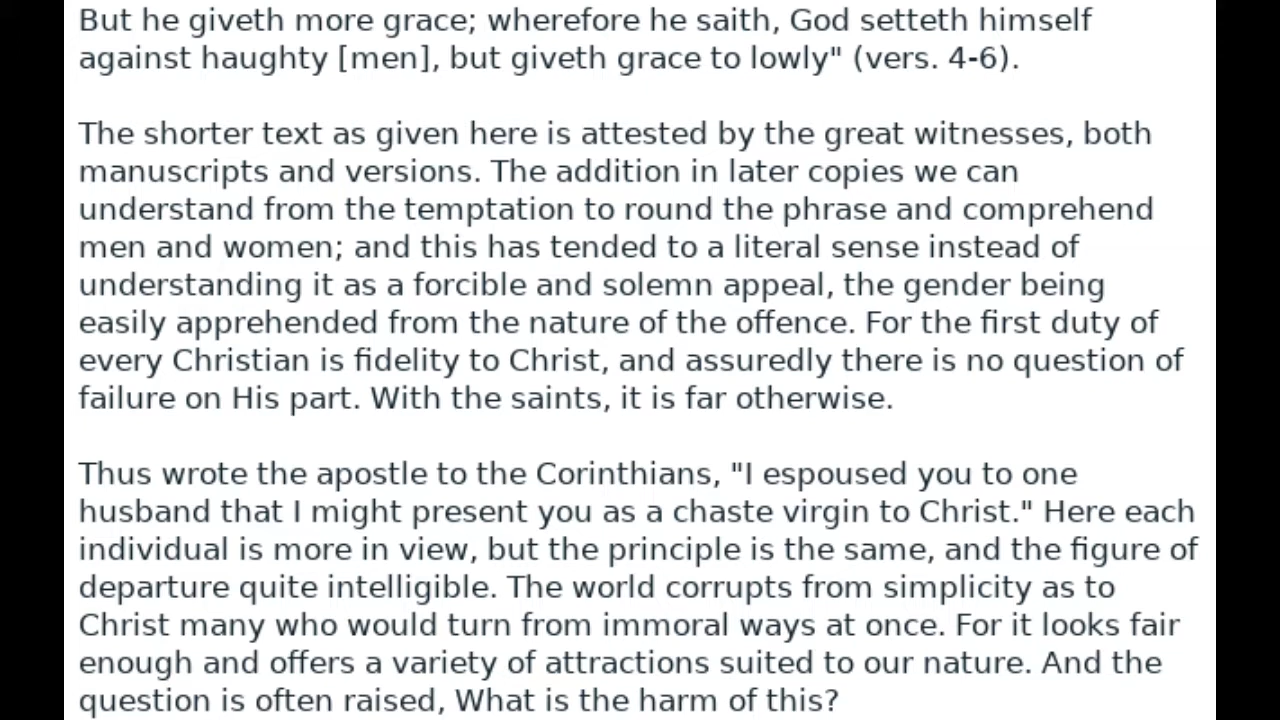 But he giveth more grace; wherefore he saith, God setteth himself
against haughty [men], but giveth grace to lowly" (vers. 4-6).
The shorter text as given here is attested by the great witnesses, both
manuscripts and versions. The addition in later copies we can
understand from the temptation to round the phrase and comprehend
men and women; and this has tended to a literal sense instead of
understanding it as a forcible and solemn appeal, the gender being
easily apprehended from the nature of the offence. For the first duty of
every Christian is fidelity to Christ, and assuredly there is no question of
failure on His part. With the saints, it is far otherwise.
Thus wrote the apostle to the Corinthians, "I espoused you to one
husband that I might present you as a chaste virgin to Christ." Here each
individual is more in view, but the principle is the same, and the figure of
departure quite intelligible. The world corrupts from simplicity as to
Christ many who would turn from immoral ways at once. For it looks fair
enough and offers a variety of attractions suited to our nature. And the
question is often raised, What is the harm of this?